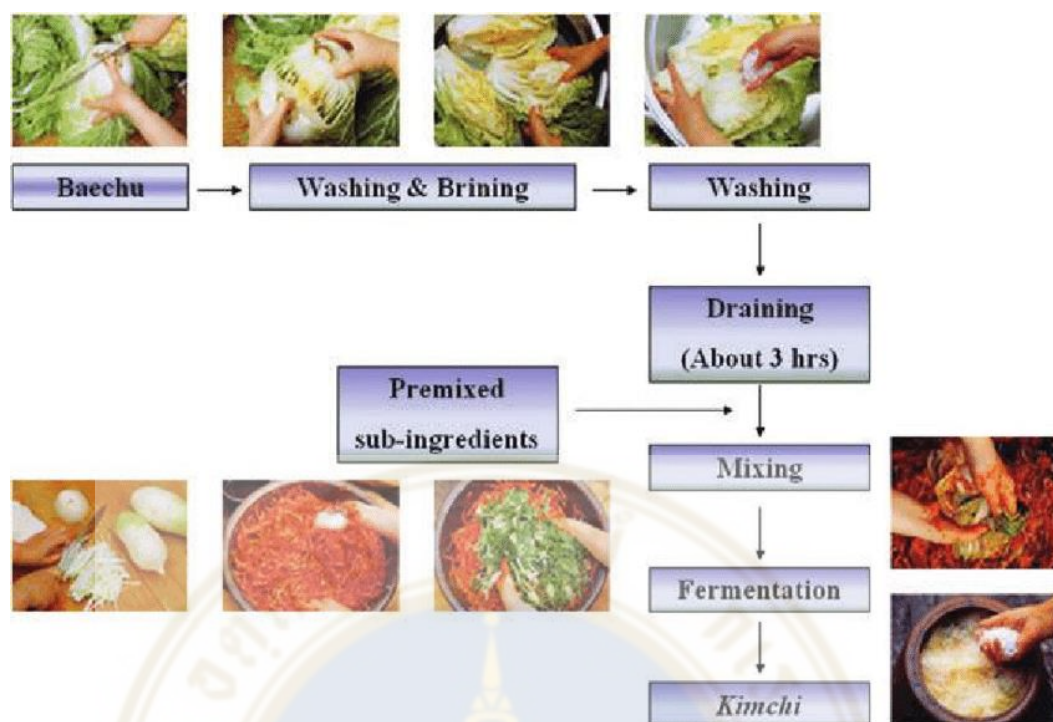 Baechu
Washing & Brining
Washing
Draining
(About 3 hrs)
Premixed
sub-ingredients
Mixing
Fermentation
Kimchi